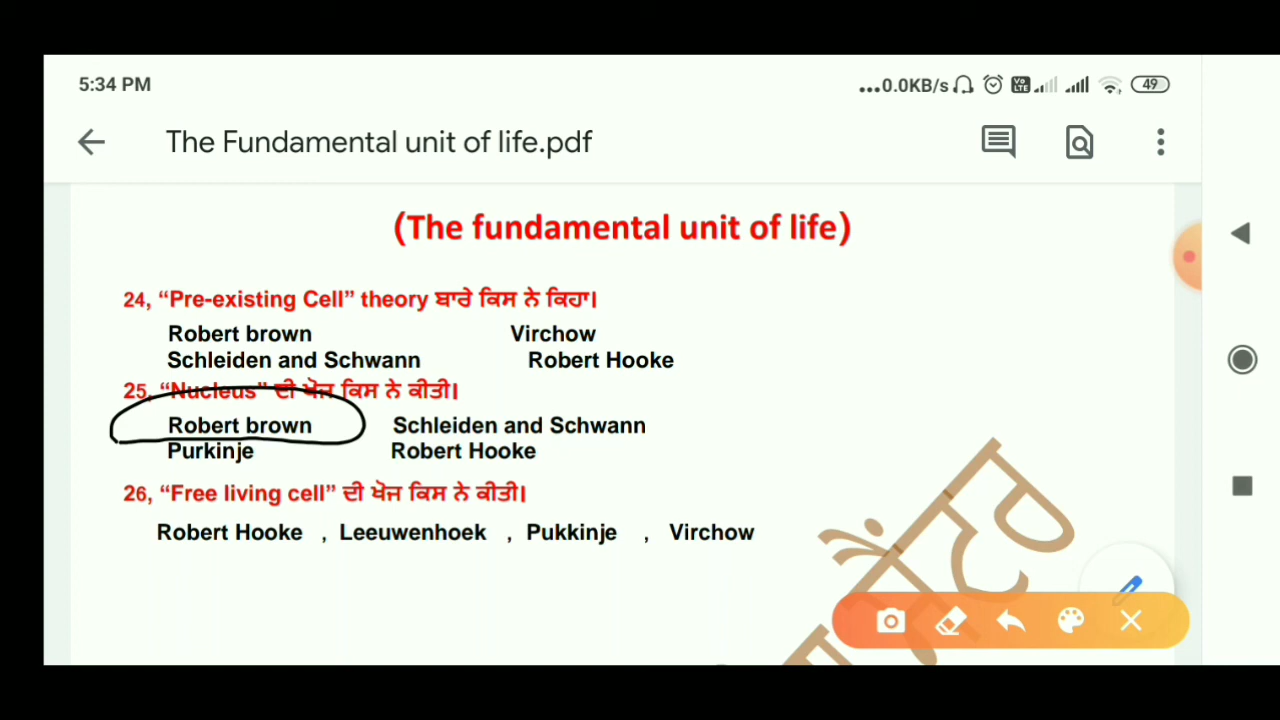 5:34 PM
...0.0KB/s Vo LTE 49
The Fundamental unit of life.pdf
(The fundamental unit of life)
24, “Pre-existing Cell” theory ਬਾਰੇ ਕਿਸ ਨੇ ਕਿਹਾ।
Robert brown Virchow
Schleiden and Schwann Robert Hooke
25, “Nucleus” ਦੀ ਖੋਜ ਕਿਸ ਨੇ ਕੀਤੀ।
Robert brown Schleiden and Schwann
Purkinje Robert Hooke
26, “Free living cell” ਦੀ ਖੋਜ ਕਿਸ ਨੇ ਕੀਤੀ।
Robert Hooke , Leeuwenhoek , Pukkinje , Virchow